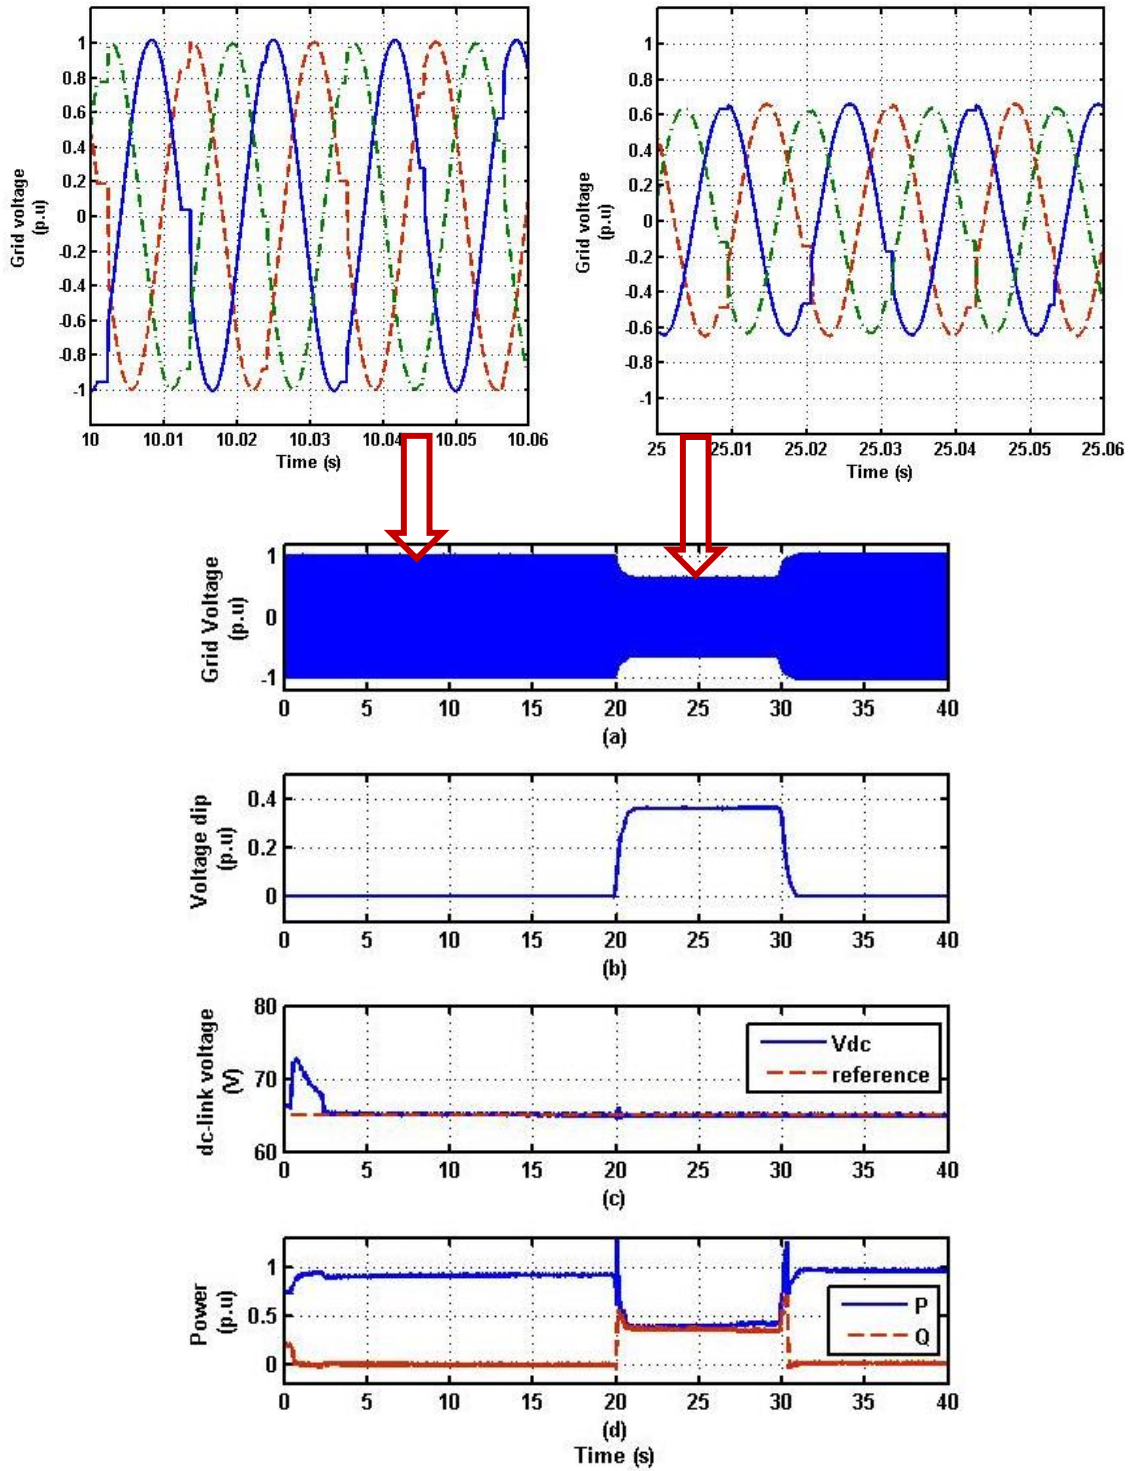 1
0.8
0.6
0.4
0.2
0
-0.2
-0.4
-0.6
-0.8
-1
Grid voltage
(p.u)
10 10.01 10.02 10.03 10.04 10.05 10.06
Time (s)
1
0.8
0.6
0.4
0.2
0
-0.2
-0.4
-0.6
-0.8
-1
Grid voltage
(p.u)
25 25.01 25.02 25.03 25.04 25.05 25.06
Time (s)
Grid Voltage
(p.u)
1
0
-1
0 5 10 15 20 25 30 35 40
(a)
Voltage dip
(p.u)
0.4
0.2
0
0 5 10 15 20 25 30 35 40
(b)
dc-link voltage
(V)
80
70
60
Vdc
reference
0 5 10 15 20 25 30 35 40
(c)
Power
(p.u)
1
0.5
0
P
Q
0 5 10 15 20 25 30 35 40
(d)
Time (s)